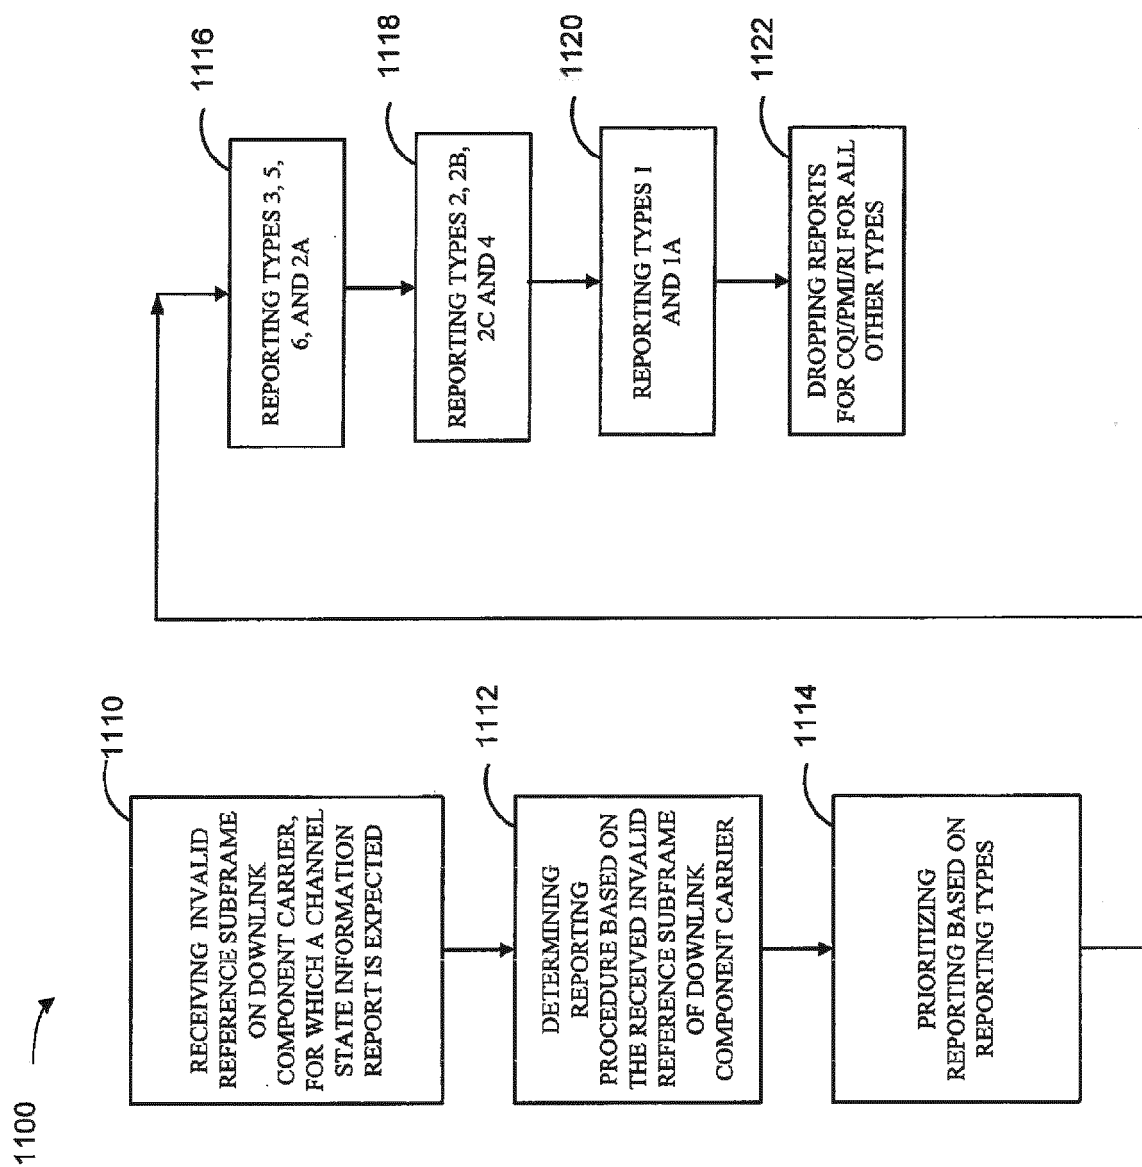 1100
1110
RECEIVING INVALID
REFERENCE SUBFRAME
ON DOWNLINK
COMPONENT CARRIER,
FOR WHICH A CHANNEL
STATE INFORMATION
REPORT IS EXPECTED
1112
DETERMINING
REPORTING
PROCEDURE BASED ON
THE RECEIVED INVALID
REFERENCE SUBFRAME
OF DOWNLINK
COMPONENT CARRIER
1114
PRIORITIZING
REPORTING BASED ON
REPORTING TYPES
1116
REPORTING TYPES 3, 5,
6, AND 2A
1118
REPORTING TYPES 2, 2B,
2C AND 4
1120
REPORTING TYPES 1
AND 1A
1122
DROPPING REPORTS
FOR CQI/PMI/RI FOR ALL
OTHER TYPES